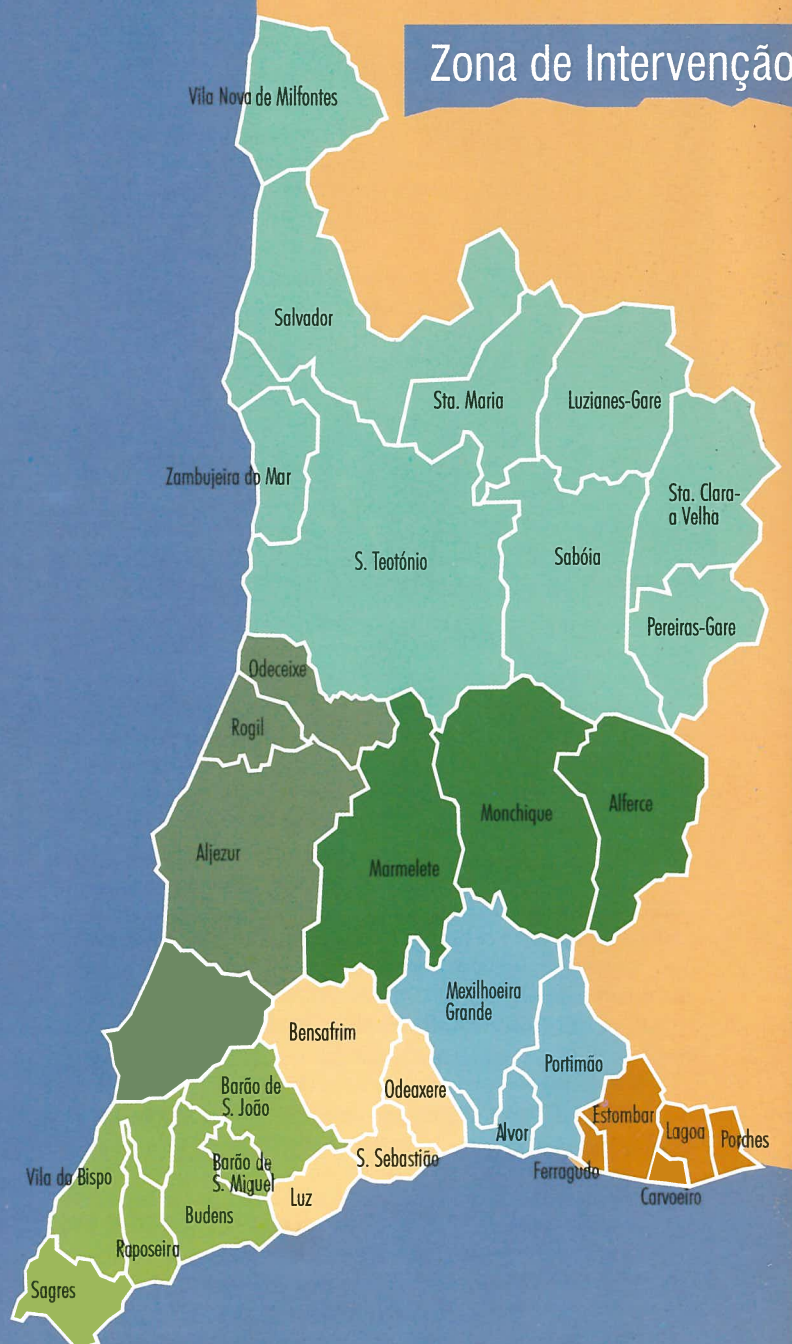 Zona de Intervenção
Vila Nova de Milfontes
Salvador
Sta. Maria
Luzianes-Gare
Zambujeira do Mar
Sta. Clara-
a Velha
S. Teotónio
Sabóia
Pereiras-Gare
Odeceixe
Rogil
Aljezur
Marmelete
Monchique
Alferce
Mexilhoeira
Grande
Bensafrim
Portimão
Odeaxere
Barão de
S. João
Estombar
Lagoa
Porches
Alvor
S. Sebastião
Ferragudo
Carvoeiro
Vila do Bispo
Barão de
S. Miguel
Luz
Budens
Raposeira
Sagres